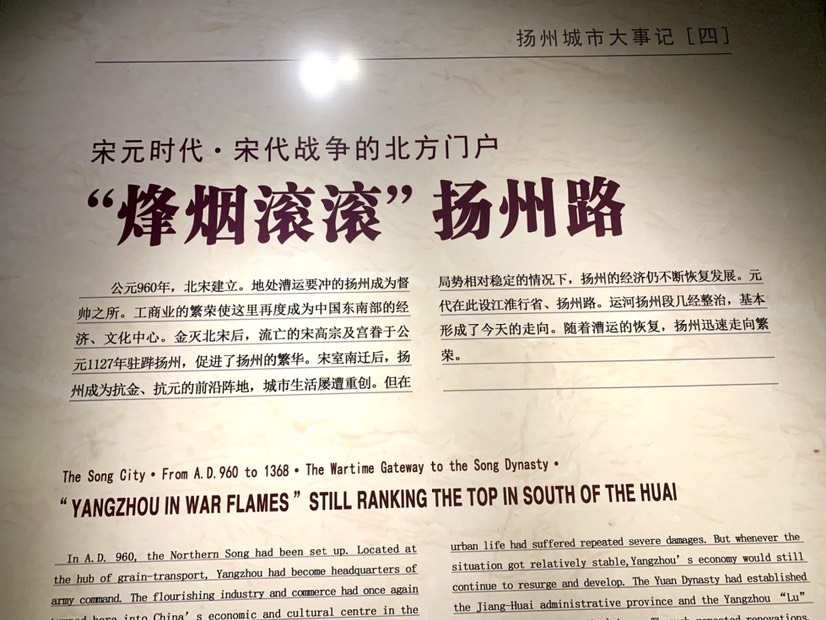 扬州城市大事记［四］
宋元时代·宋代战争的北方门户
“烽烟滚滚”扬州路
公元960年，北宋建立。地处漕运要冲的扬州成为督
帅之所。工商业的繁荣使这里再度成为中国东南部的经
济、文化中心。金灭北宋后，流亡的宋高宗及宫眷于公
元1127年驻跸扬州，促进了扬州的繁华。宋室南迁后，扬
州成为抗金、抗元的前沿阵地，城市生活屡遭重创。但在
局势相对稳定的情况下，扬州的经济仍不断恢复发展。元
代在此设江淮行省、扬州路。运河扬州段几经整治，基本
形成了今天的走向。随着漕运的恢复，扬州迅速走向繁
荣。
The Song City · From A.D.960 to 1368 · The Wartime Gateway to the Song Dynasty ·
“YANGZHOU IN WAR FLAMES” STILL RANKING THE TOP IN SOUTH OF THE HUAI
In A.D. 960, the Northern Song had been set up. Located at
the hub of grain-transport, Yangzhou had become headquarters of
army command. The flourishing industry and commerce had once again
here into China's economic and cultural centre in the
urban life had suffered repeated severe damages. But whenever the
situation got relatively stable,Yangzhou's economy would still
continue to resurge and develop. The Yuan Dynasty had established
the Jiang-Huai administrative province and the Yangzhou “Lu”
repeated renovations,